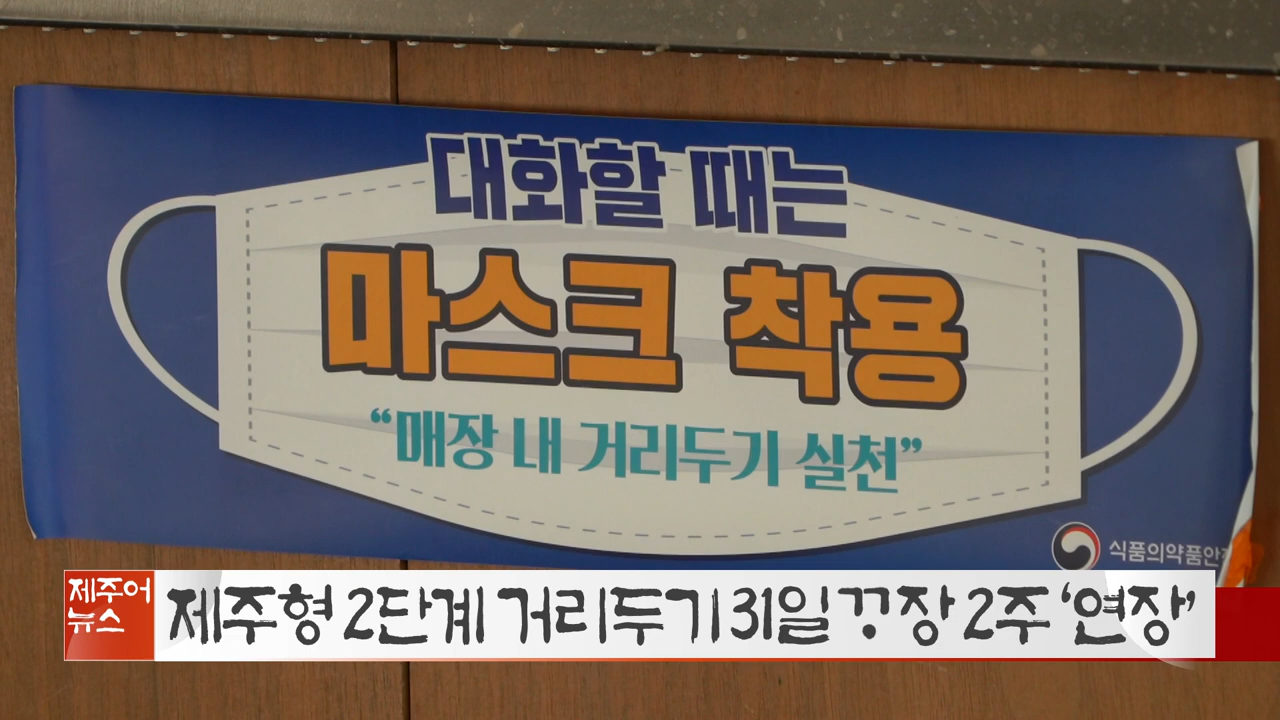 대화할 때는
마스크 착용
“매장 내 거리두기 실천”
식품의약품안
제주어
뉴스
제주형 2단계 거리두기 31일 ᄁᆞ장 2주 ‘연장’